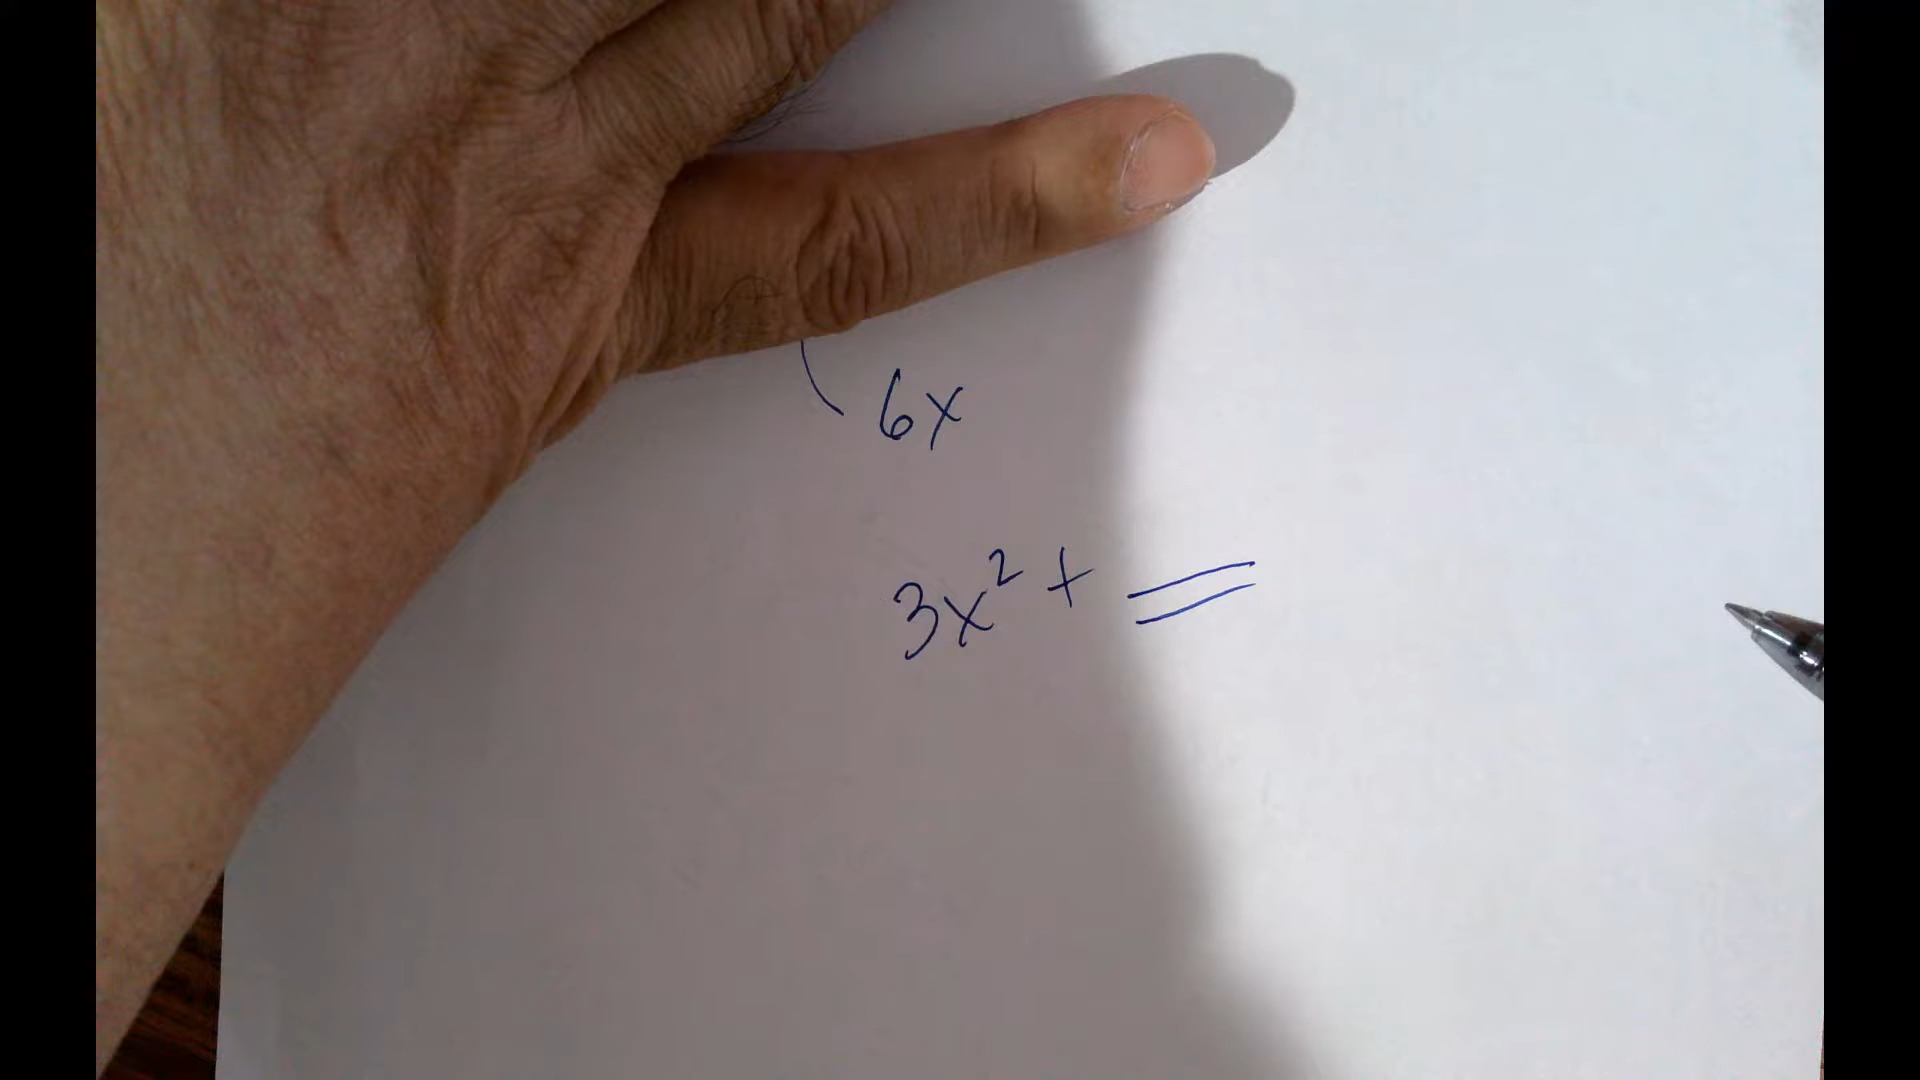 6x
3x² + =